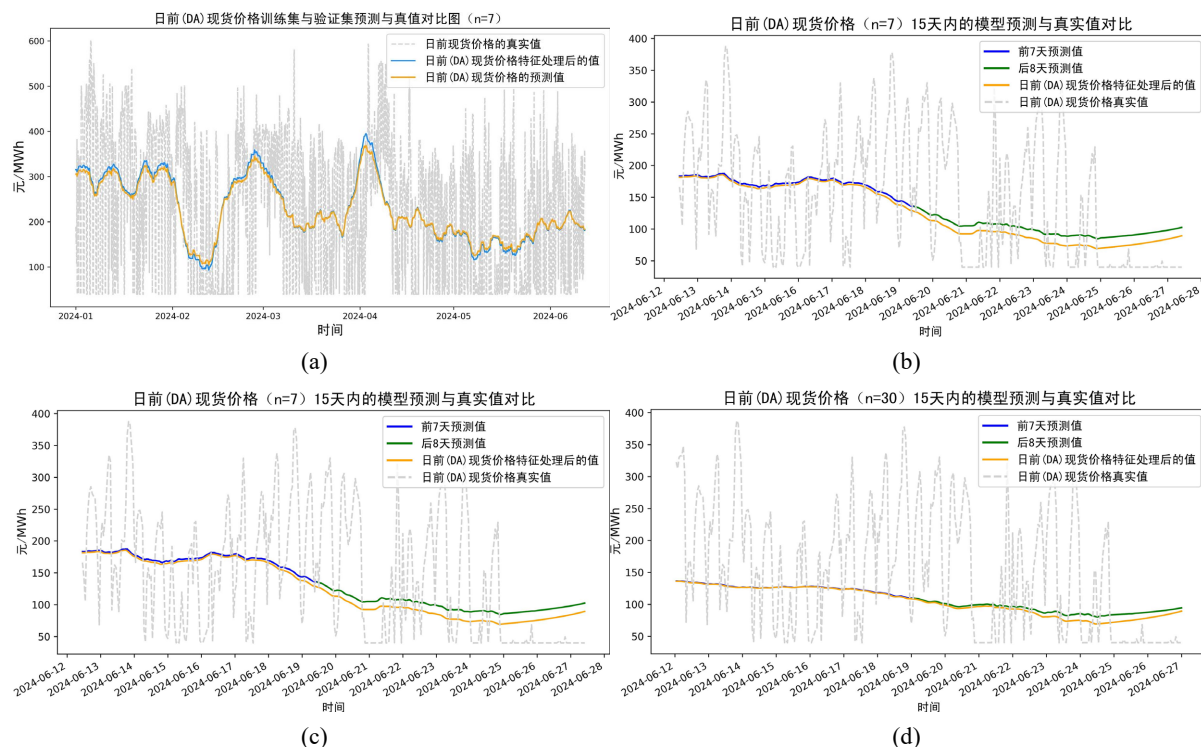 日前(DA)现货价格训练集与验证集预测与真值对比图（n=7）
元/MWh
600
500
400
300
200
100
日前现货价格的真实值
日前(DA)现货价格特征处理后的值
日前(DA)现货价格的预测值
2024-01
2024-02
2024-03
2024-04
2024-05
2024-06
时间
(a)
日前(DA)现货价格（n=7）15天内的模型预测与真实值对比
元/MWh
400
350
300
250
200
150
100
50
前7天预测值
后8天预测值
日前(DA)现货价格特征处理后的值
日前(DA)现货价格真实值
2024-06-12
2024-06-13
2024-06-14
2024-06-15
2024-06-16
2024-06-17
2024-06-18
2024-06-19
2024-06-20
2024-06-21
2024-06-22
2024-06-23
2024-06-24
2024-06-25
2024-06-26
2024-06-27
2024-06-28
时间
(b)
日前(DA)现货价格（n=7）15天内的模型预测与真实值对比
元/MWh
400
350
300
250
200
150
100
50
前7天预测值
后8天预测值
日前(DA)现货价格特征处理后的值
日前(DA)现货价格真实值
2024-06-12
2024-06-13
2024-06-14
2024-06-15
2024-06-16
2024-06-17
2024-06-18
2024-06-19
2024-06-20
2024-06-21
2024-06-22
2024-06-23
2024-06-24
2024-06-25
2024-06-26
2024-06-27
2024-06-28
时间
(c)
日前(DA)现货价格（n=30）15天内的模型预测与真实值对比
元/MWh
400
350
300
250
200
150
100
50
前7天预测值
后8天预测值
日前(DA)现货价格特征处理后的值
日前(DA)现货价格真实值
2024-06-12
2024-06-13
2024-06-14
2024-06-15
2024-06-16
2024-06-17
2024-06-18
2024-06-19
2024-06-20
2024-06-21
2024-06-22
2024-06-23
2024-06-24
2024-06-25
2024-06-26
2024-06-27
时间
(d)